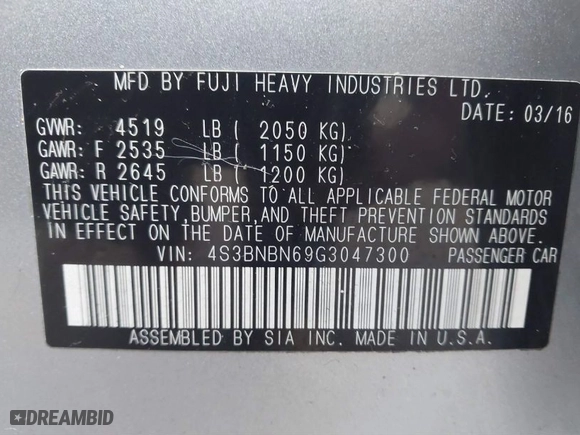 MFD BY FUJI HEAVY INDUSTRIES LTD.
DATE: 03/16
GVWR: 4519 LB ( 2050 KG)
GAWR: F 2535 LB ( 1150 KG)
GAWR: R 2645 LB ( 1200 KG)
THIS VEHICLE CONFORMS TO ALL APPLICABLE FEDERAL MOTOR
VEHICLE SAFETY, BUMPER, AND THEFT PREVENTION STANDARDS
IN EFFECT ON THE DATE OF MANUFACTURE SHOWN ABOVE.
VIN: 4S3BNBN69G3047300 PASSENGER CAR
ASSEMBLED BY SIA INC. MADE IN U.S.A.
DREAMBID